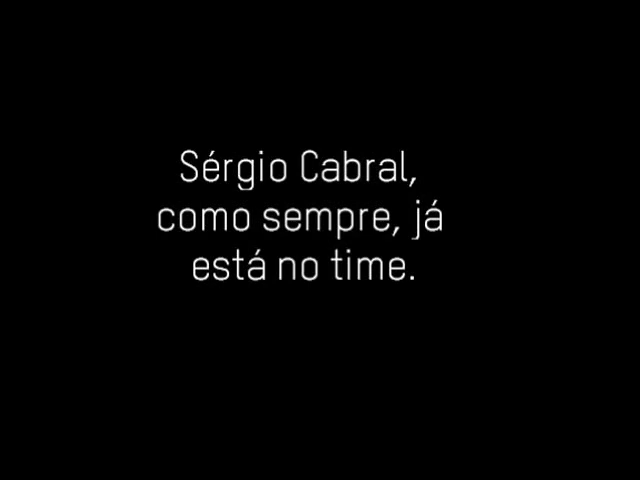 Sérgio Cabral,
como sempre, já
está no time.